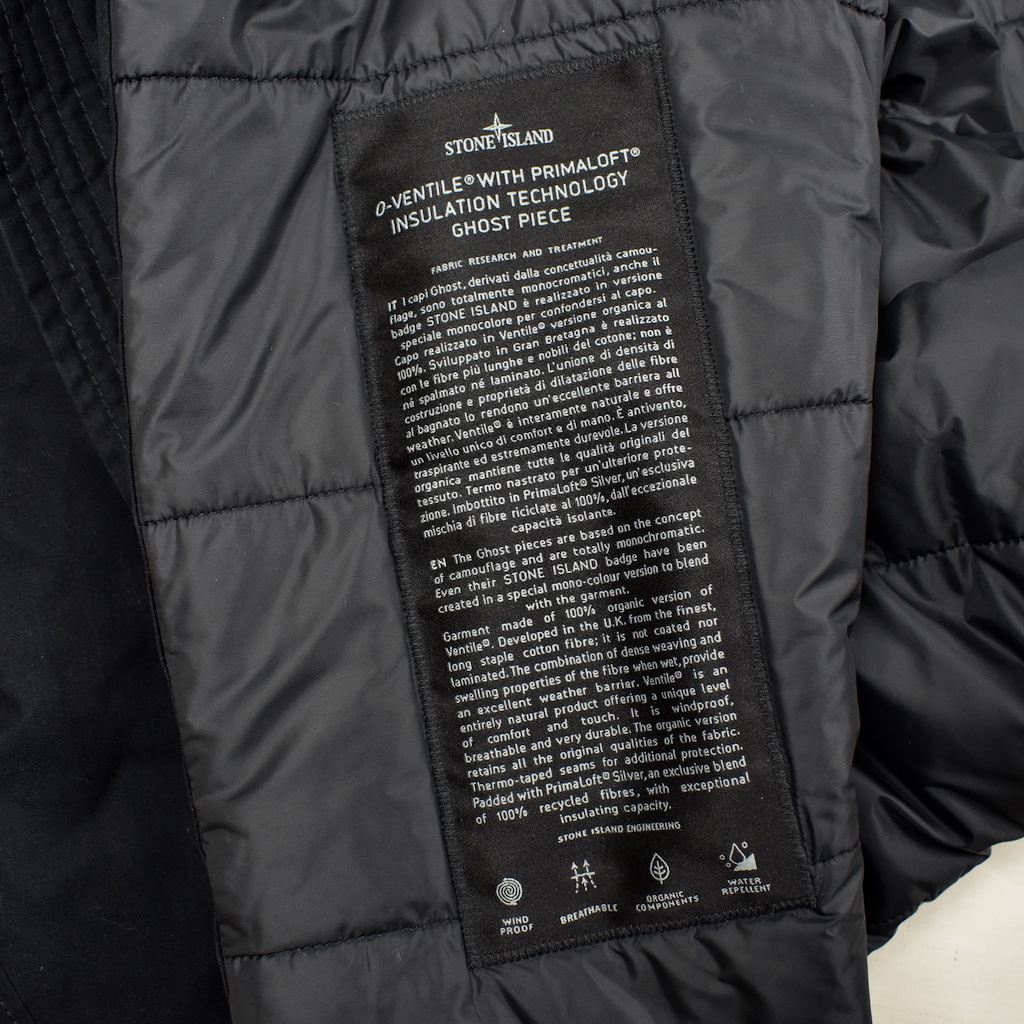 STONE ISLAND
O-VENTILE® WITH PRIMALOFT®
INSULATION TECHNOLOGY
GHOST PIECE
FABRIC RESEARCH AND TREATMENT
IT I capi Ghost, derivati dalla concettualità camou-
flage, sono totalmente monocromatici, anche il
badge STONE ISLAND è realizzato in versione
speciale monocolore per confondersi al capo.
Capo realizzato in Ventile® versione organica al
100%. Sviluppato in Gran Bretagna è realizzato
con le fibre più lunghe e nobili del cotone; non è
né spalmato né laminato. L'unione di densità di
costruzione e proprietà di dilatazione delle fibre
al bagnato lo rendono un'eccellente barriera all
weather. Ventile® è interamente naturale e offre
un livello unico di comfort e di mano. È antivento,
traspirante ed estremamente durevole. La versione
organica mantiene tutte le qualità originali del
tessuto. Termo nastrato per un'ulteriore prote-
zione. Imbottito in PrimaLoft® Silver, un'esclusiva
mischia di fibre riciclate al 100%, dall'eccezionale
capacità isolante.
EN The Ghost pieces are based on the concept
of camouflage and are totally monochromatic.
Even their STONE ISLAND badge have been
created in a special mono-colour version to blend
with the garment.
Garment made of 100% organic version of
Ventile®. Developed in the U.K. from the finest,
long staple cotton fibre; it is not coated nor
laminated. The combination of dense weaving and
swelling properties of the fibre when wet, provide
an excellent weather barrier. Ventile® is an
entirely natural product offering a unique level
of comfort and touch. It is windproof,
breathable and very durable. The organic version
retains all the original qualities of the fabric.
Thermo-taped seams for additional protection.
Padded with PrimaLoft® Silver, an exclusive blend
of 100% recycled fibres, with exceptional
insulating capacity.
STONE ISLAND ENGINEERING
WIND
PROOF
BREATHABLE
ORGANIC
COMPONENTS
WATER
REPELLENT